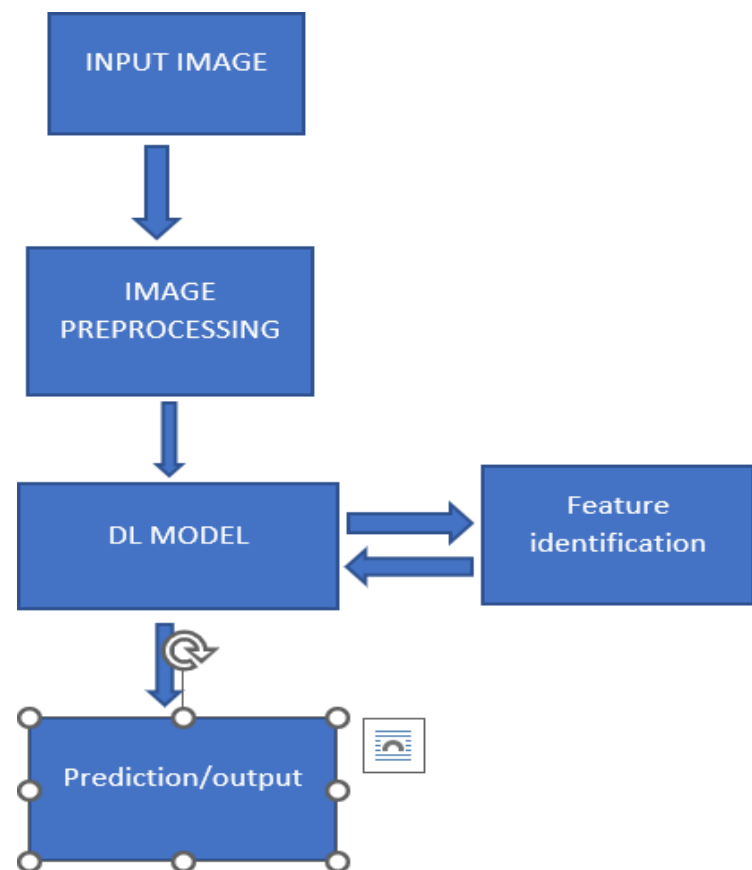 INPUT IMAGE
IMAGE
PREPROCESSING
DL MODEL
Feature
identification
Prediction/output